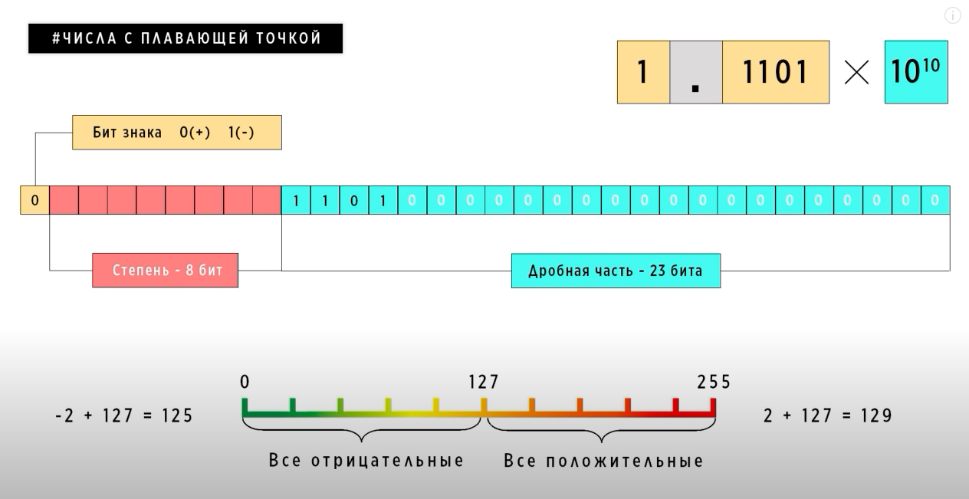 #ЧИСЛА С ПЛАВАЮЩЕЙ ТОЧКОЙ
1 . 1101 × 10¹⁰
Бит знака 0(+) 1(-)
0 1 1 0 1 0 0 0 0 0 0 0 0 0 0 0 0 0 0 0 0 0 0 0
Степень - 8 бит
Дробная часть - 23 бита
0 127 255
-2 + 127 = 125
2 + 127 = 129
Все отрицательные
Все положительные